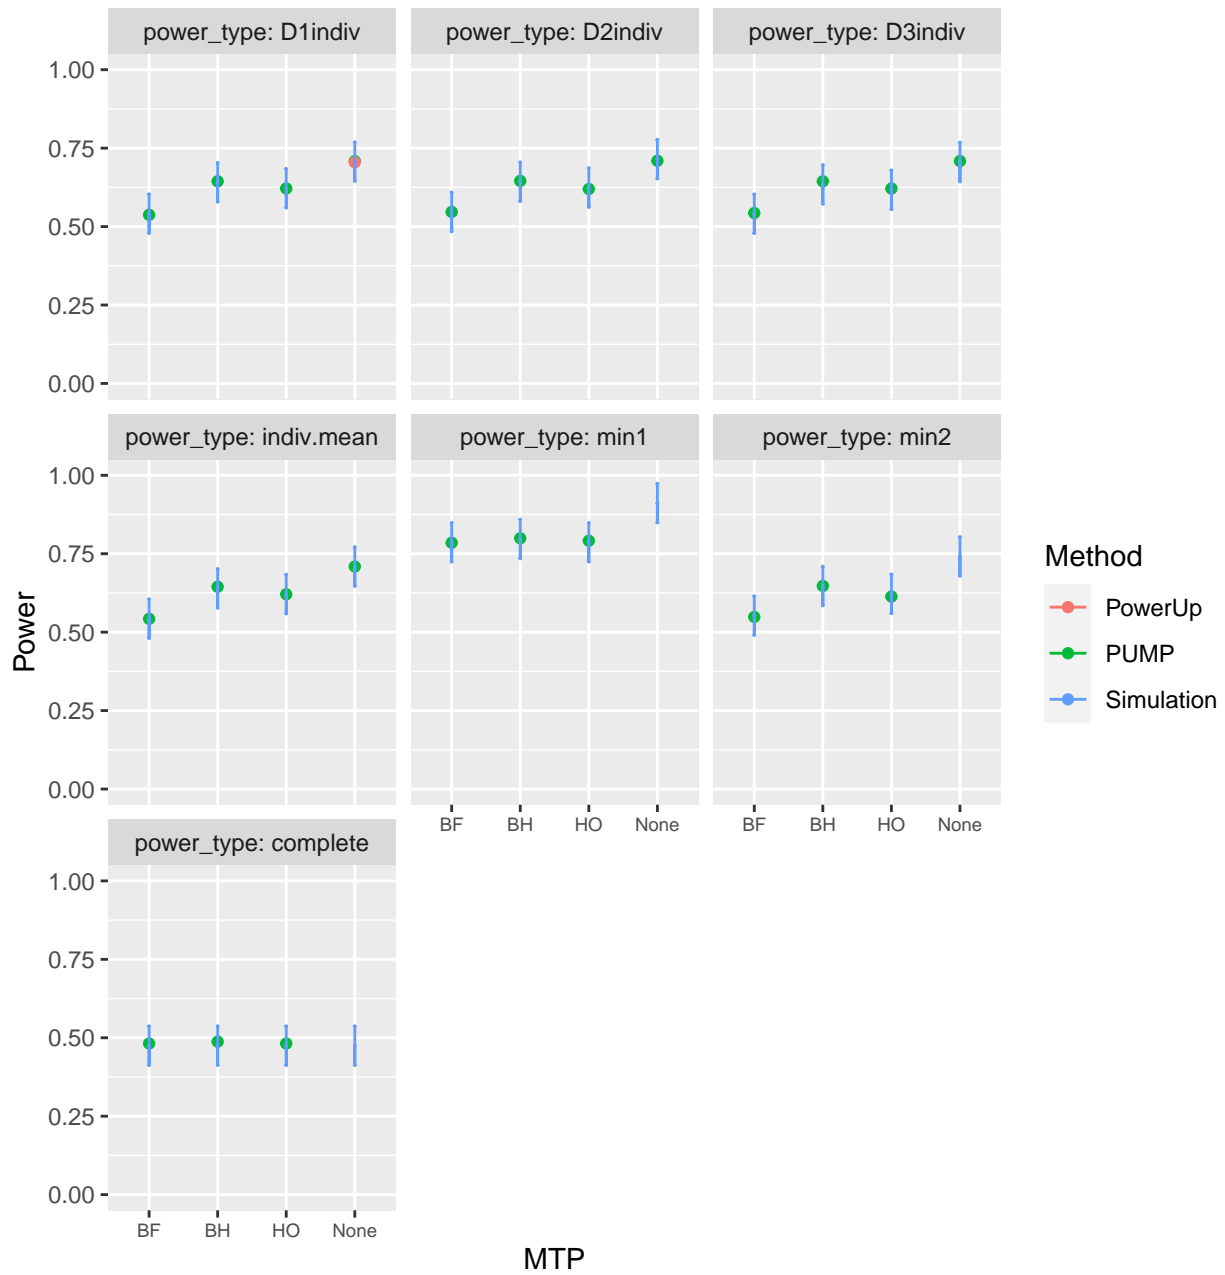 power_type: D1indiv
power_type: D2indiv
power_type: D3indiv
1.00
0.75
0.50
0.25
0.00
power_type: indiv.mean
power_type: min1
power_type: min2
1.00
0.75
0.50
0.25
0.00
BF BH HO None
BF BH HO None
power_type: complete
1.00
0.75
0.50
0.25
0.00
BF BH HO None
MTP
Power
Method
PowerUp
PUMP
Simulation